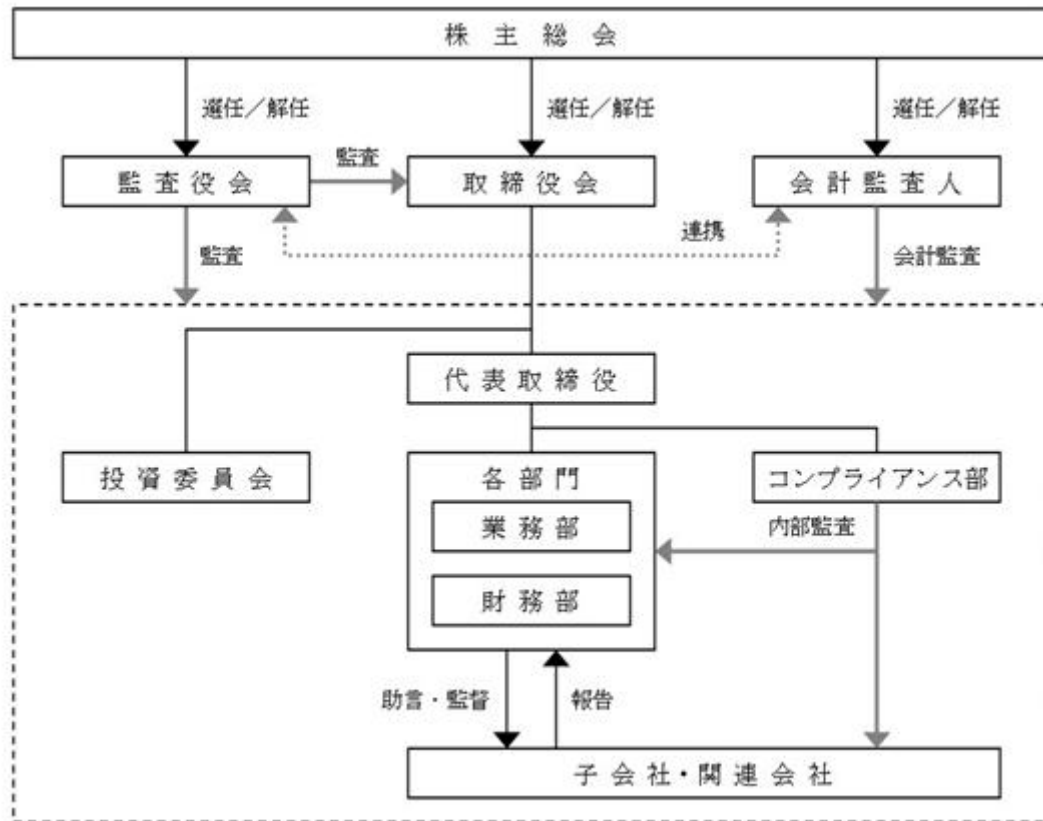 株主総会
選任／解任
選任／解任
選任／解任
監査役会
監査
取締役会
会計監査人
連携
監査
会計監査
代表取締役
投資委員会
各部門
コンプライアンス部
業務部
内部監査
財務部
助言・監督
報告
子会社・関連会社